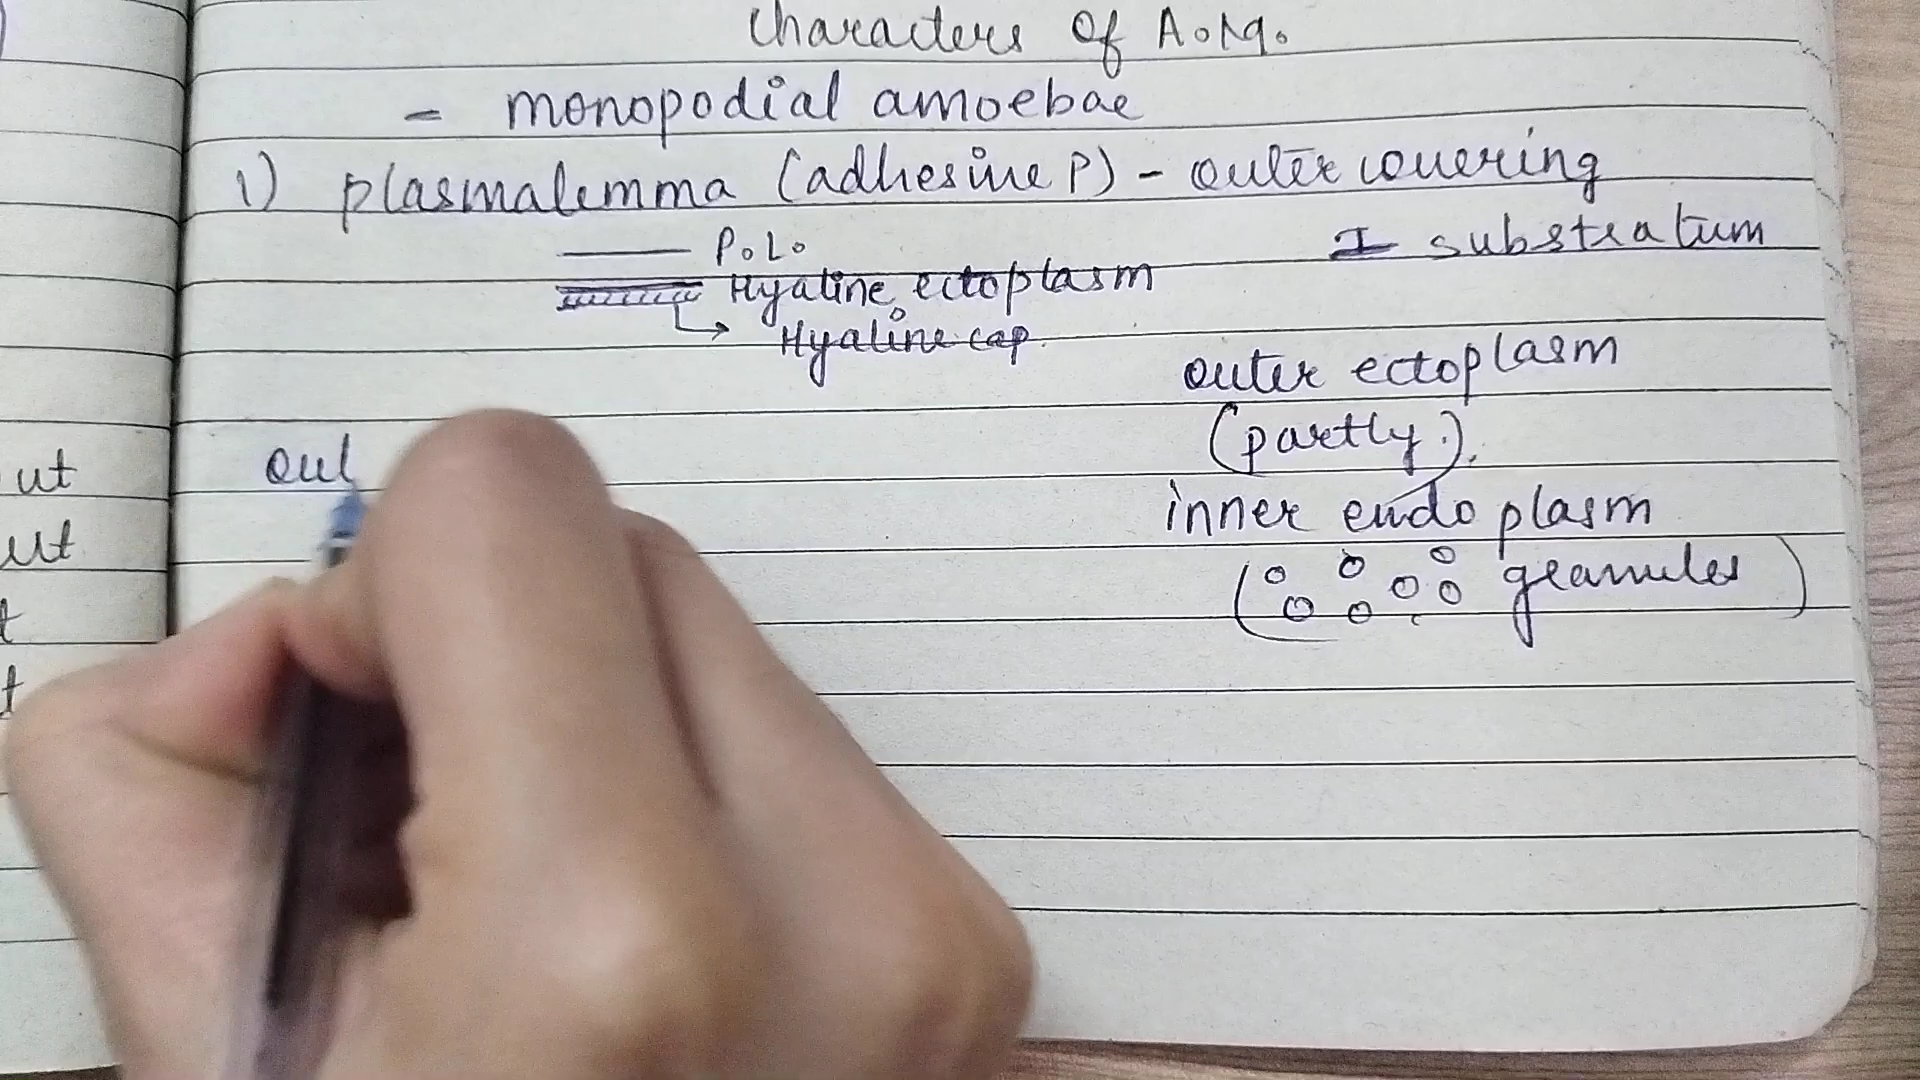 characters of A.M.
- monopodial amoebae
1) plasmalemma (adhesive P) - outer covering
substratum
P.L.
Hyaline ectoplasm
Hyaline cap.
outer ectoplasm
(partly).
inner endoplasm
(granules)
out
ut
ut
t
t